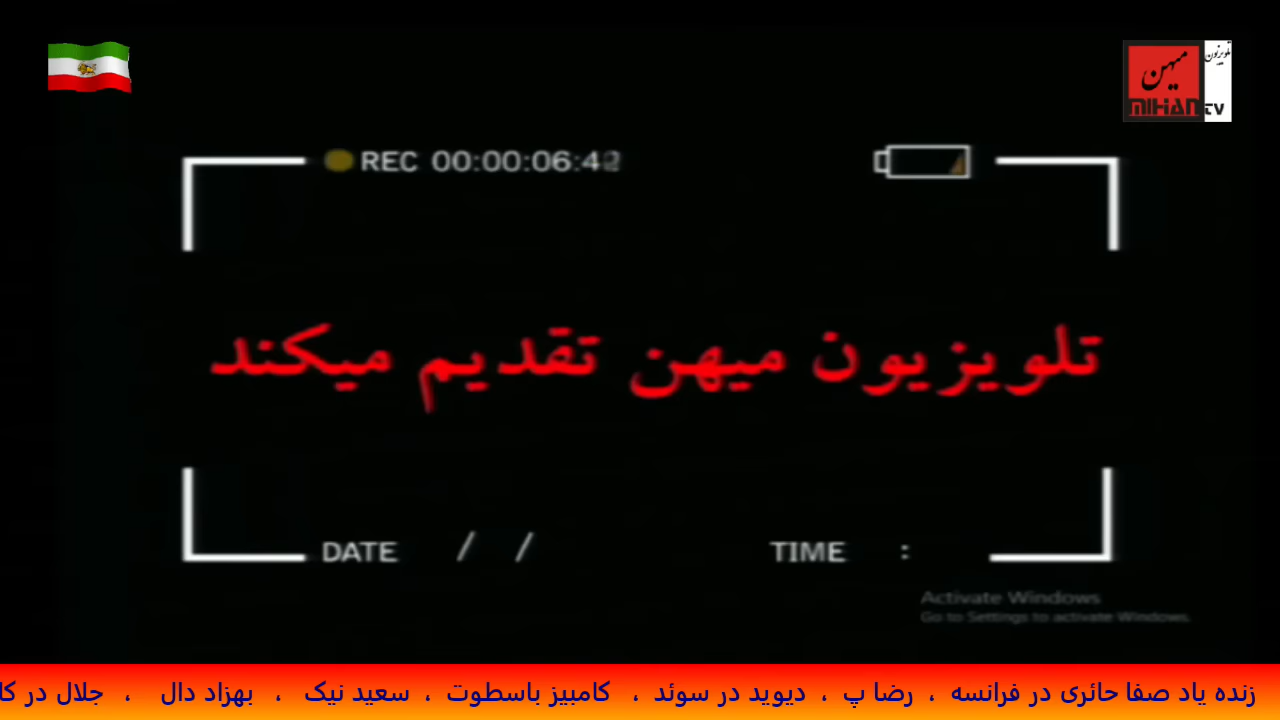 میهن
تلویزیون
MIHAN TV
REC 00:00:06:42
تلویزیون میهن تقدیم میکند
DATE / /
TIME :
Activate Windows
Go to Settings to activate Windows.
زنده یاد صفا حائری در فرانسه ، رضا پ ، دیوید در سوئد ، کامبیز باسطوت ، سعید نیک ، بهزاد دال ، جلال در